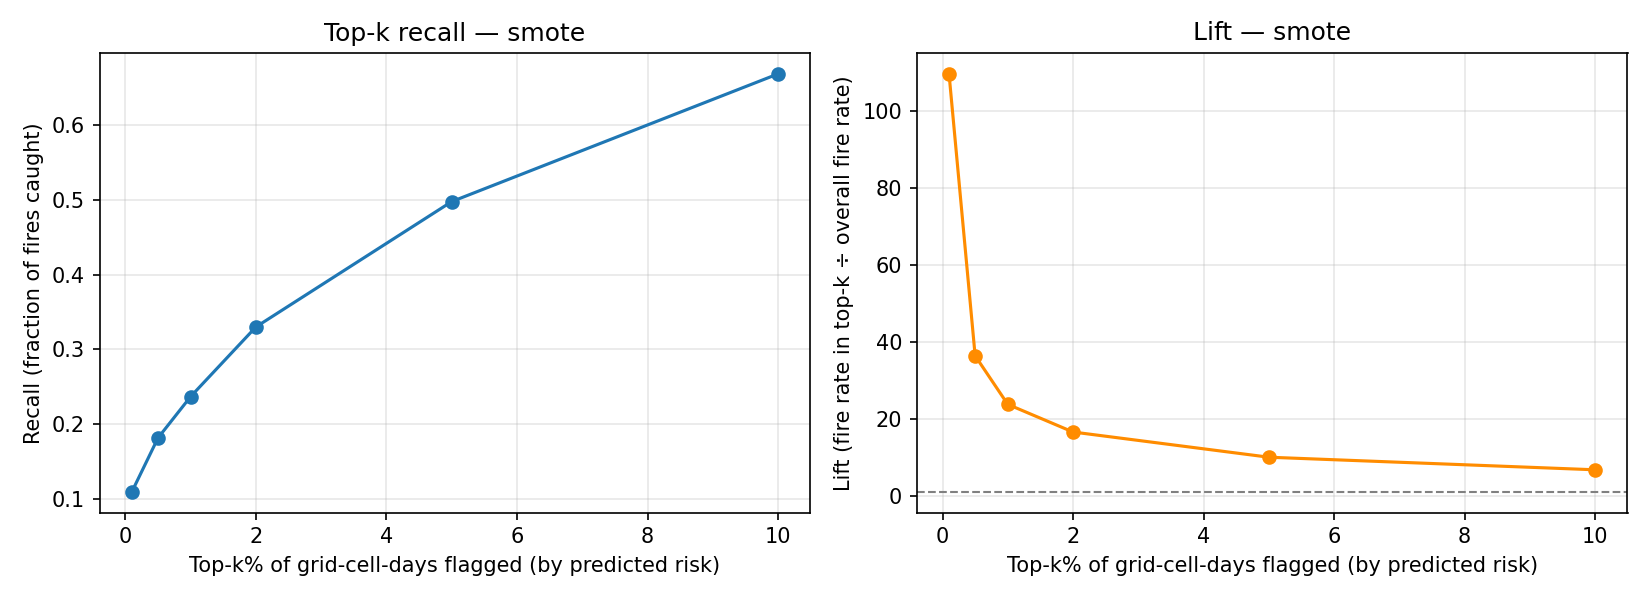 Top-k recall — smote
Recall (fraction of fires caught)
0.6
0.5
0.4
0.3
0.2
0.1
0 2 4 6 8 10
Top-k% of grid-cell-days flagged (by predicted risk)
Lift — smote
Lift (fire rate in top-k ÷ overall fire rate)
100
80
60
40
20
0
0 2 4 6 8 10
Top-k% of grid-cell-days flagged (by predicted risk)